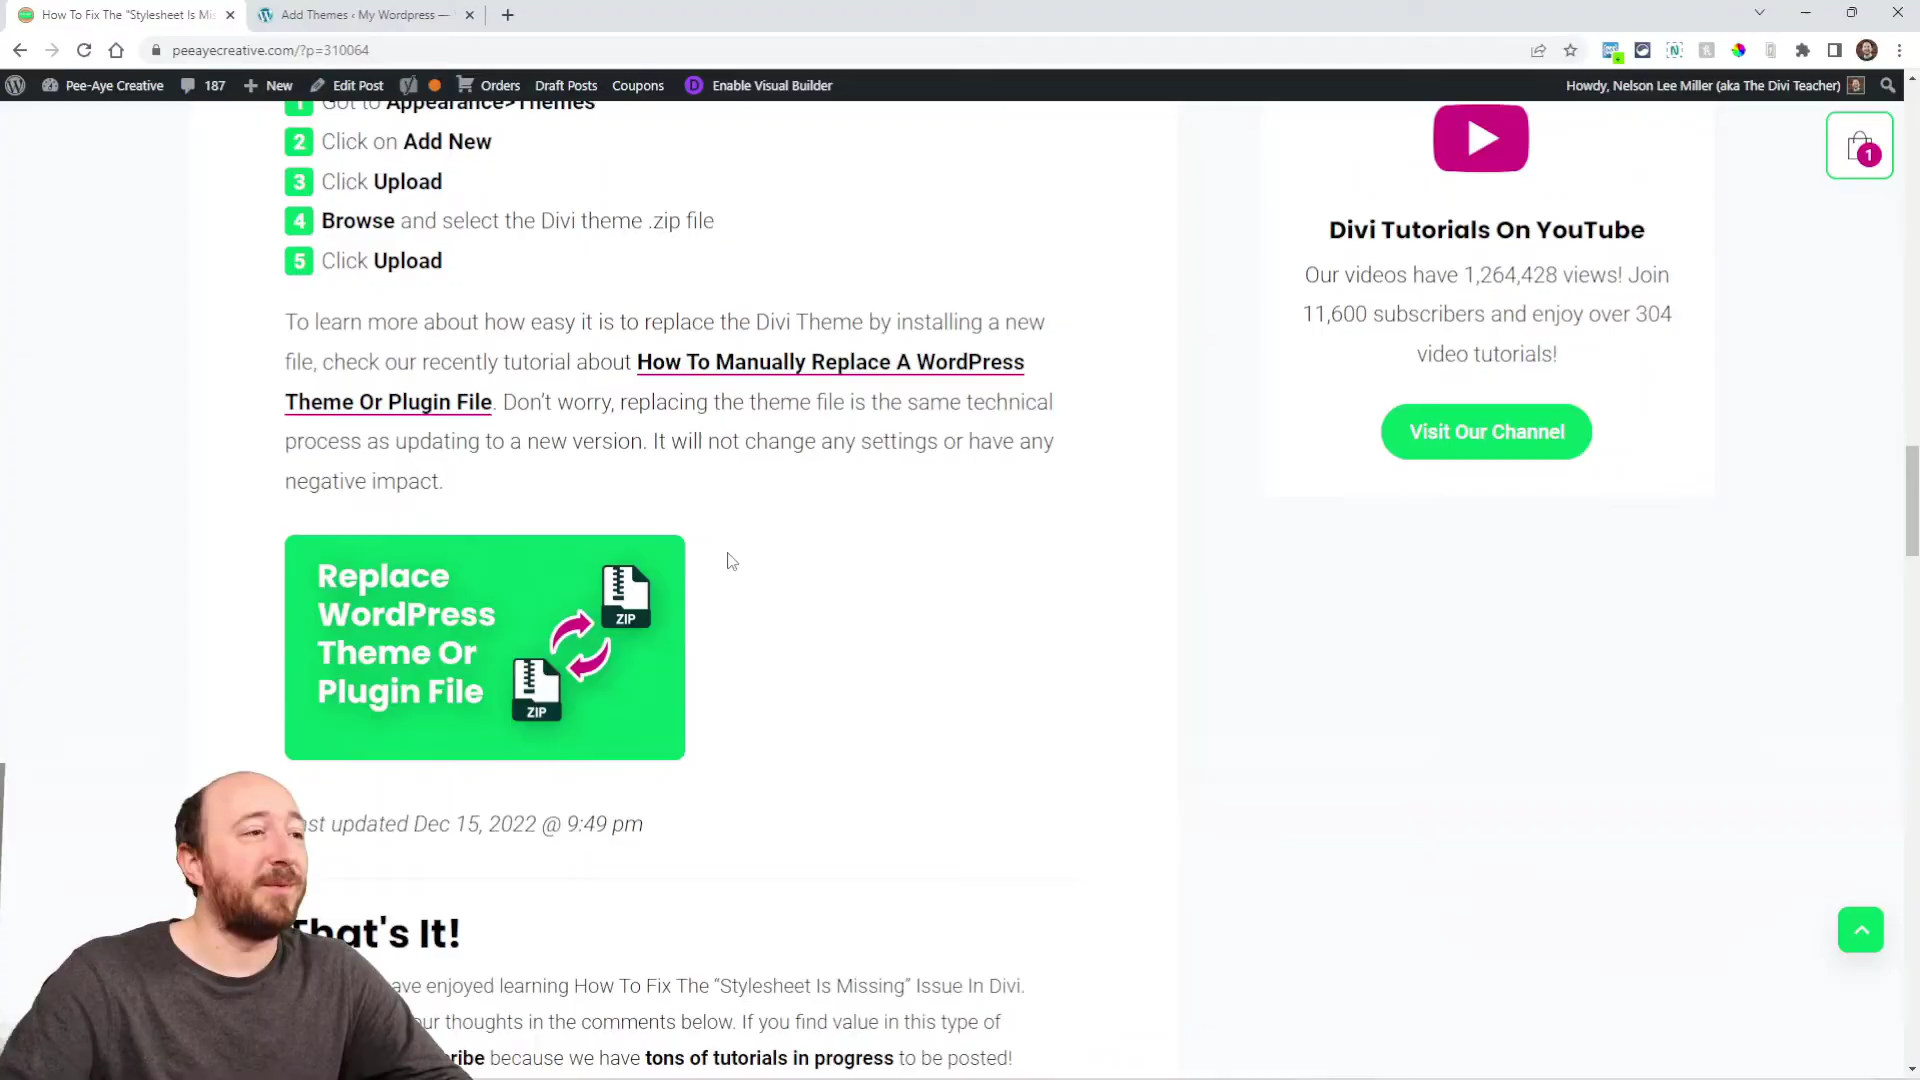 How To Fix The "Stylesheet Is Mis
Add Themes ‹ My Wordpress —
peeayecreative.com/?p=310064
Pee-Aye Creative
187
New
Edit Post
Orders
Draft Posts
Coupons
D
Enable Visual Builder
Howdy, Nelson Lee Miller (aka The Divi Teacher)
1 Got to Appearance>Themes
2 Click on Add New
3 Click Upload
4 Browse and select the Divi theme .zip file
5 Click Upload
To learn more about how easy it is to replace the Divi Theme by installing a new
file, check our recently tutorial about How To Manually Replace A WordPress
Theme Or Plugin File. Don't worry, replacing the theme file is the same technical
process as updating to a new version. It will not change any settings or have any
negative impact.
Replace
WordPress
Theme Or
Plugin File
ZIP
ZIP
st updated Dec 15, 2022 @ 9:49 pm
That's It!
ave enjoyed learning How To Fix The “Stylesheet Is Missing” Issue In Divi.
our thoughts in the comments below. If you find value in this type of
ribe because we have tons of tutorials in progress to be posted!
1
Divi Tutorials On YouTube
Our videos have 1,264,428 views! Join
11,600 subscribers and enjoy over 304
video tutorials!
Visit Our Channel